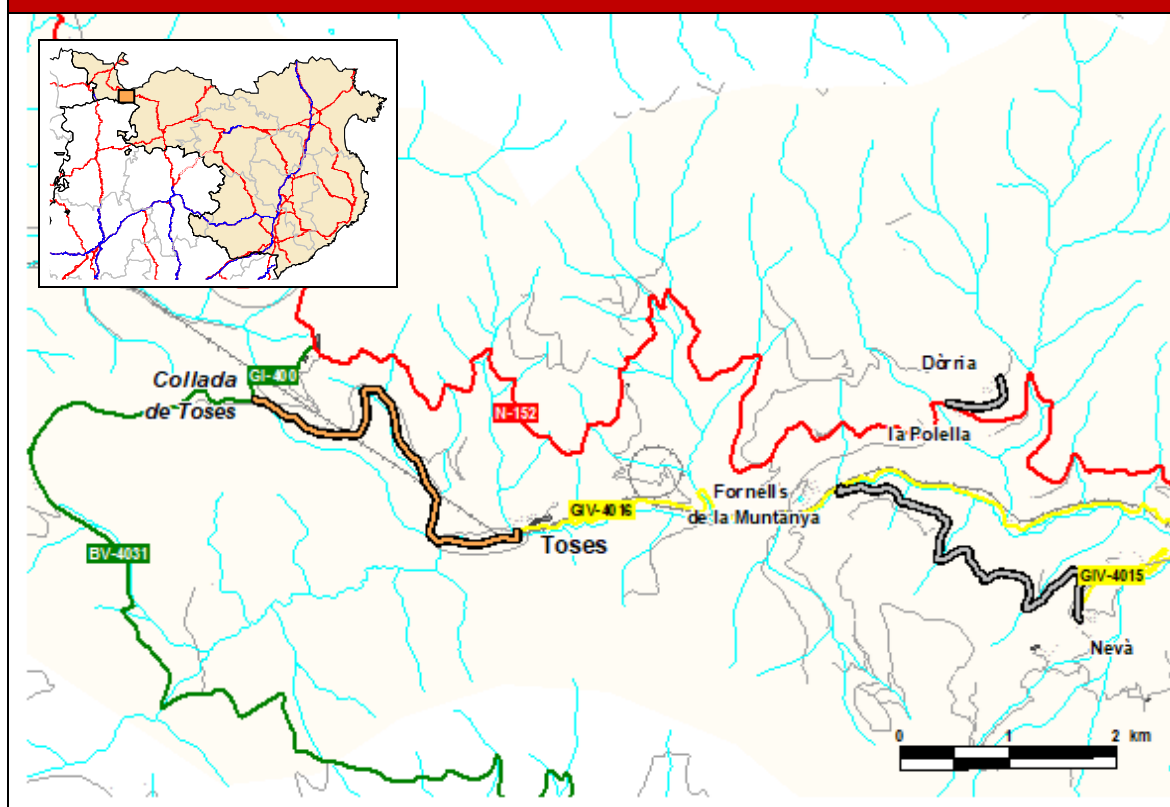 Collada
de Toses
GI-400
N-152
Dòrria
la Polella
Fornells
de la Muntanya
GIV-4016
Toses
BV-4031
GIV-4015
Nevà
0 1 2 km